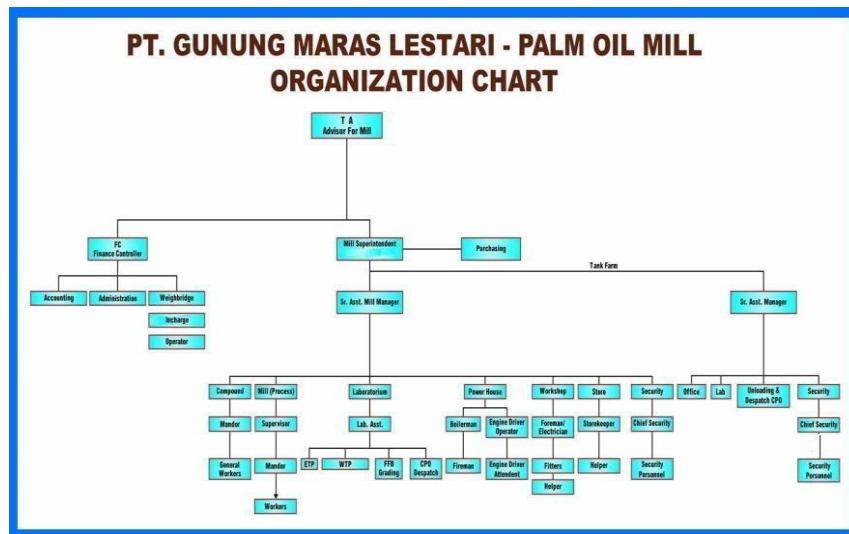 PT. GUNUNG MARAS LESTARI - PALM OIL MILL
ORGANIZATION CHART
T A
Advisor For Mill
FC
Finance Controller
Mill Superintendent
Purchasing
Tank Farm
Accounting
Administration
Weighbridge
Incharge
Operator
Sr. Asst. Mill Manager
Sr. Asst. Manager
Compound
Mill (Process)
Laboratorium
Power House
Workshop
Store
Security
Office
Lab
Unloading &
Despatch CPO
Security
Mandor
Supervisor
Lab. Asst.
Boilerman
Engine Driver
Operator
Foreman/
Electrician
Storekeeper
Chief Security
Chief Security
General
Workers
Mandor
ETP
WTP
FFB
Grading
CPO
Despatch
Fireman
Engine Driver
Attendent
Fitters
Helper
Security
Personnel
Security
Personnel
Helper
Workers